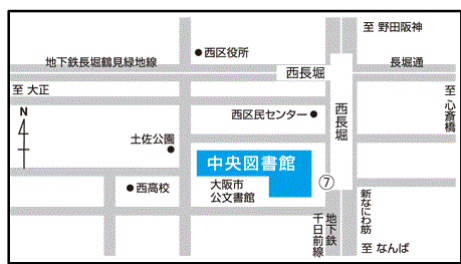 至 野田阪神
西区役所
地下鉄長堀鶴見緑地線
西長堀
長堀通
至 大正
西区民センター
西長堀
至 心斎橋
N
土佐公園
中央図書館
大阪市
公文書館
⑦
西高校
地下鉄
千日前線
新なにわ筋
至 なんば